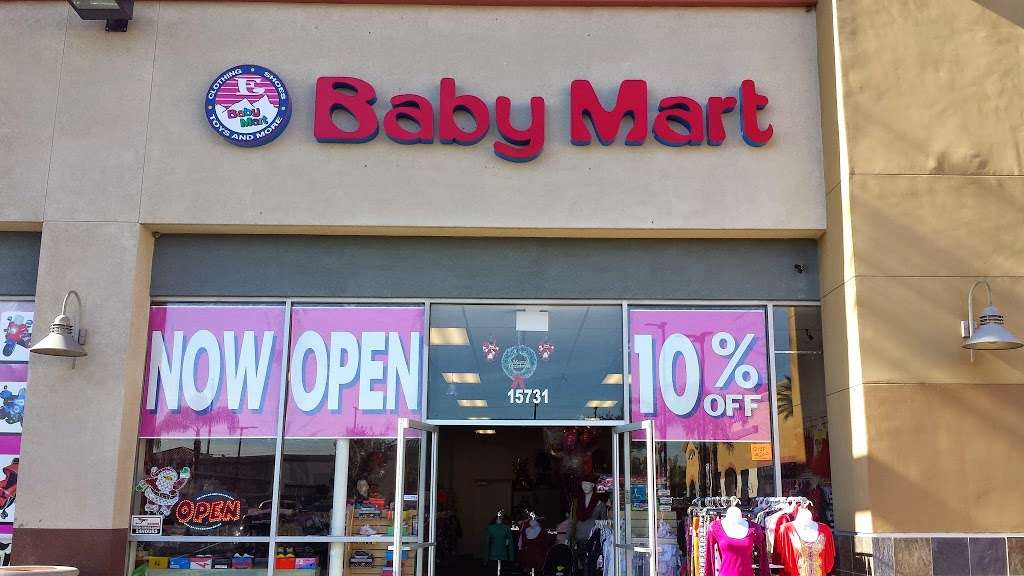 CLOTHING • SHOES
E
Baby
Mart
TOYS AND MORE
Baby Mart
NOW OPEN
10% OFF
15731
OPEN